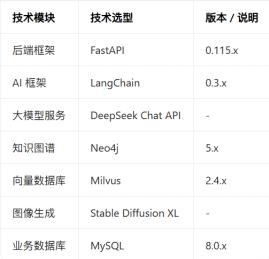 技术模块 技术选型 版本 / 说明
后端框架 FastAPI 0.115.x
AI 框架 LangChain 0.3.x
大模型服务 DeepSeek Chat API -
知识图谱 Neo4j 5.x
向量数据库 Milvus 2.4.x
图像生成 Stable Diffusion XL -
业务数据库 MySQL 8.0.x